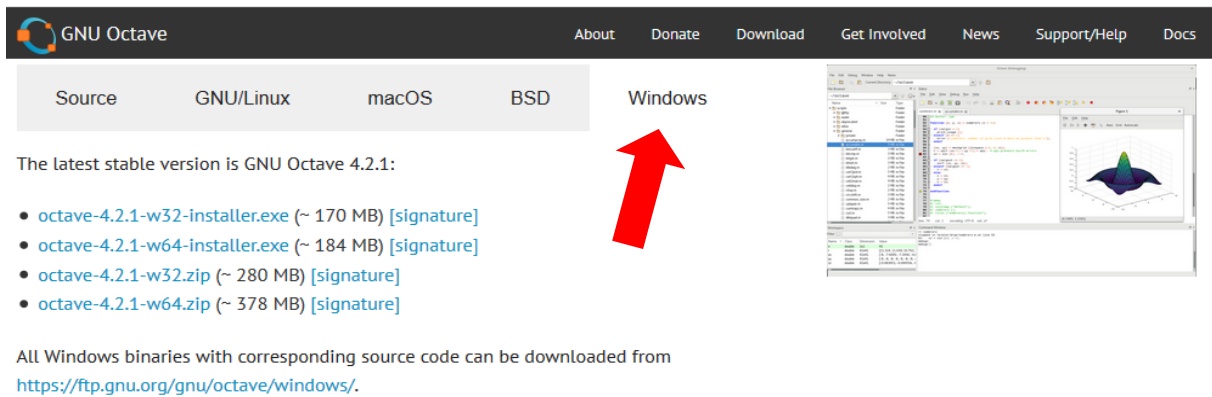 GNU Octave
About Donate Download Get Involved News Support/Help Docs
Source GNU/Linux macOS BSD Windows
The latest stable version is GNU Octave 4.2.1:
octave-4.2.1-w32-installer.exe (~ 170 MB) [signature]
octave-4.2.1-w64-installer.exe (~ 184 MB) [signature]
octave-4.2.1-w32.zip (~ 280 MB) [signature]
octave-4.2.1-w64.zip (~ 378 MB) [signature]
All Windows binaries with corresponding source code can be downloaded from
https://ftp.gnu.org/gnu/octave/windows/.